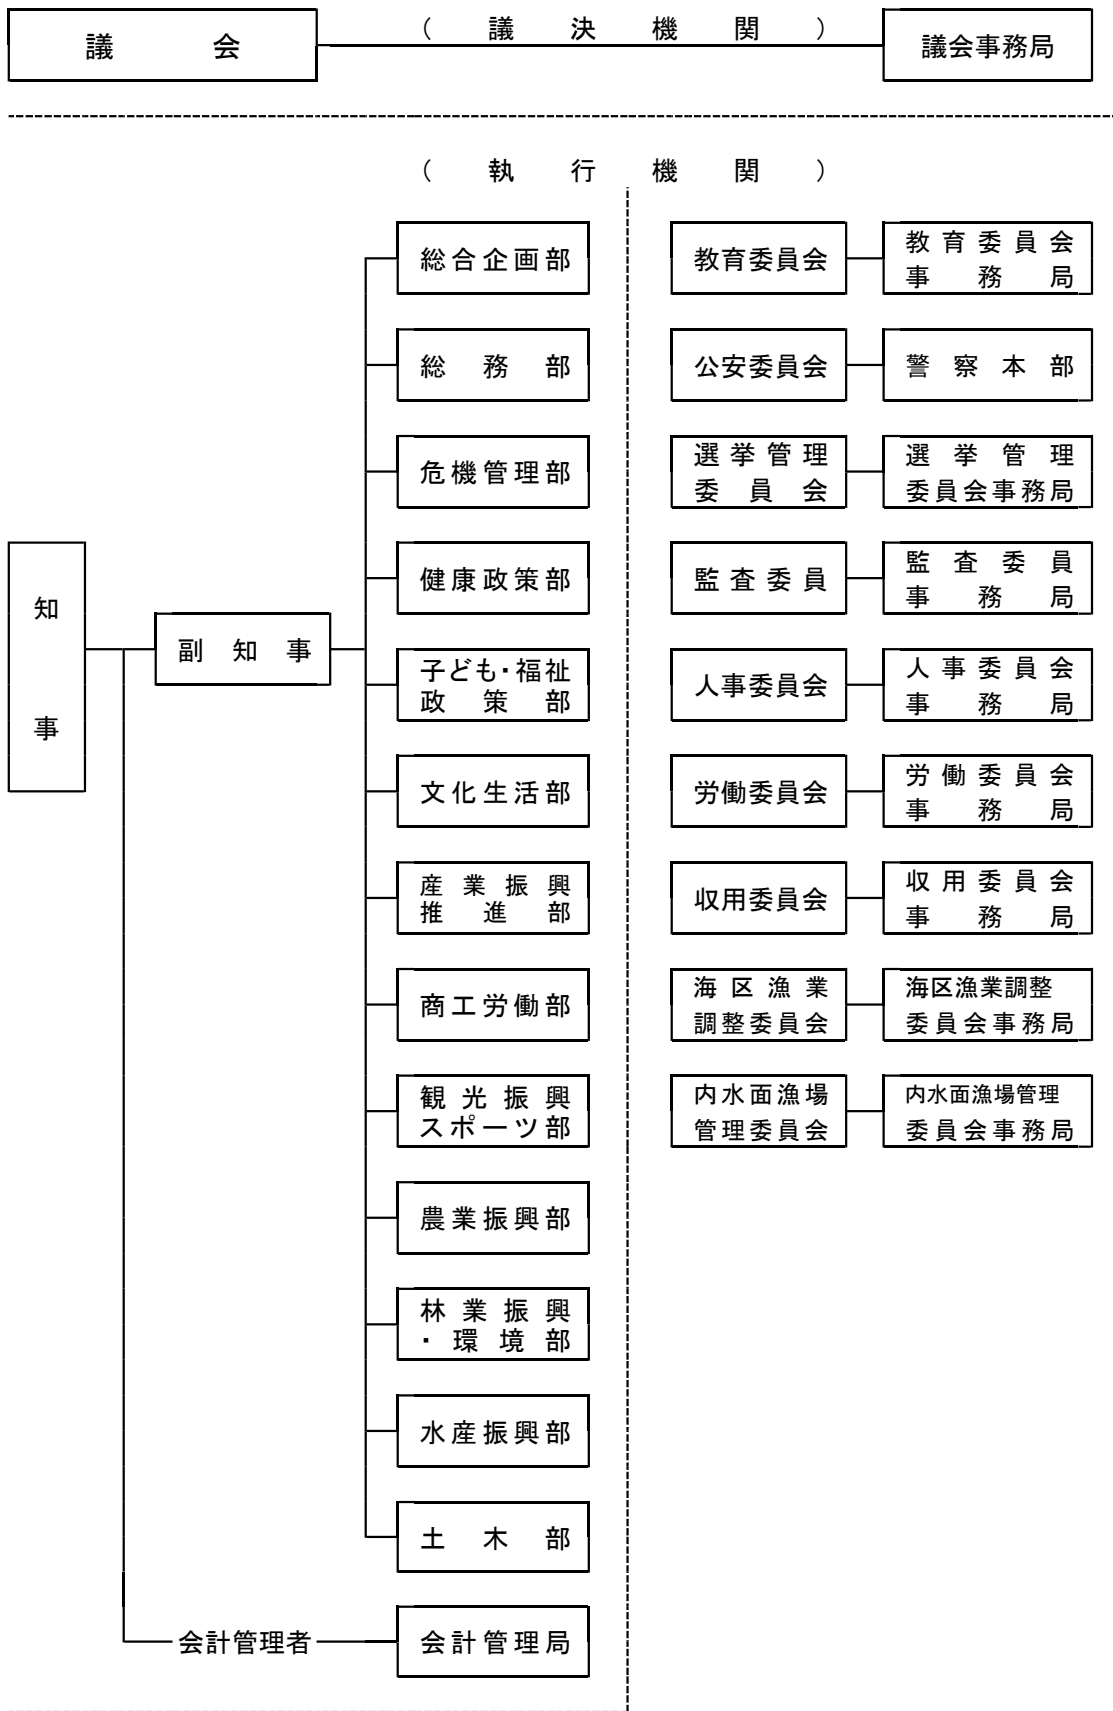 議会
（議決機関）
議会事務局
（執行機関）
知事
副知事
総合企画部
総務部
危機管理部
健康政策部
子ども・福祉
政策部
文化生活部
産業振興
推進部
商工労働部
観光振興
スポーツ部
農業振興部
林業振興
・環境部
水産振興部
土木部
会計管理者
会計管理局
教育委員会
教育委員会
事務局
公安委員会
警察本部
選挙管理
委員会
選挙管理
委員会事務局
監査委員
監査委員
事務局
人事委員会
人事委員会
事務局
労働委員会
労働委員会
事務局
収用委員会
収用委員会
事務局
海区漁業
調整委員会
海区漁業調整
委員会事務局
内水面漁場
管理委員会
内水面漁場管理
委員会事務局